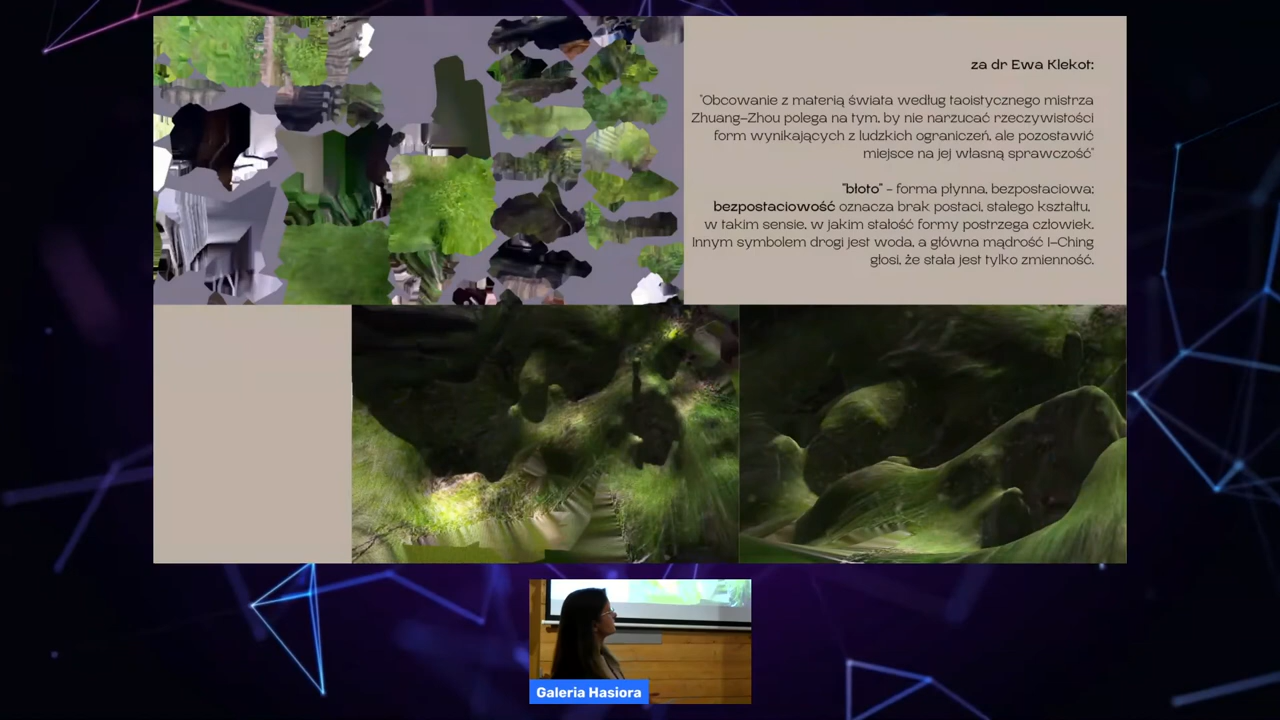 za dr Ewa Klekot:
"Obcowanie z materią świata według taoistycznego mistrza
Zhuang-Zhou polega na tym, by nie narzucać rzeczywistości
form wynikających z ludzkich ograniczeń, ale pozostawić
miejsce na jej własną sprawczość"
"błoto" - forma płynna, bezpostaciowa;
bezpostaciowość oznacza brak postaci, stałego kształtu,
w takim sensie, w jakim stałość formy postrzega człowiek.
Innym symbolem drogi jest woda, a główna mądrość I-Ching
głosi, że stała jest tylko zmienność.
Galeria Hasiora